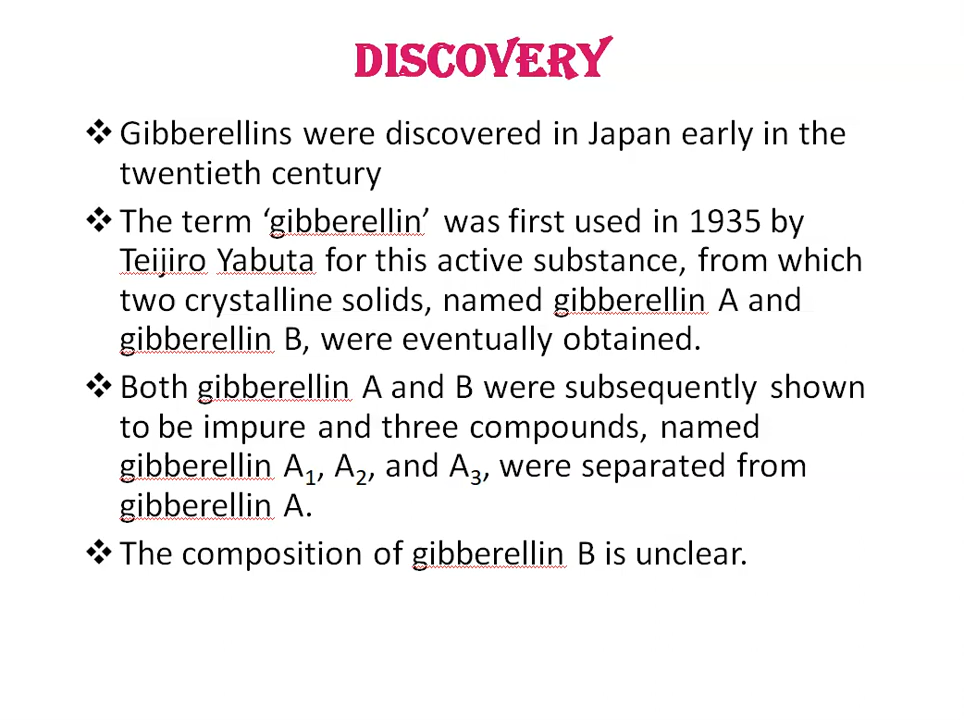 DISCOVERY
❖ Gibberellins were discovered in Japan early in the
twentieth century
❖ The term ‘gibberellin’ was first used in 1935 by
Teijiro Yabuta for this active substance, from which
two crystalline solids, named gibberellin A and
gibberellin B, were eventually obtained.
❖ Both gibberellin A and B were subsequently shown
to be impure and three compounds, named
gibberellin A₁, A₂, and A₃, were separated from
gibberellin A.
❖ The composition of gibberellin B is unclear.